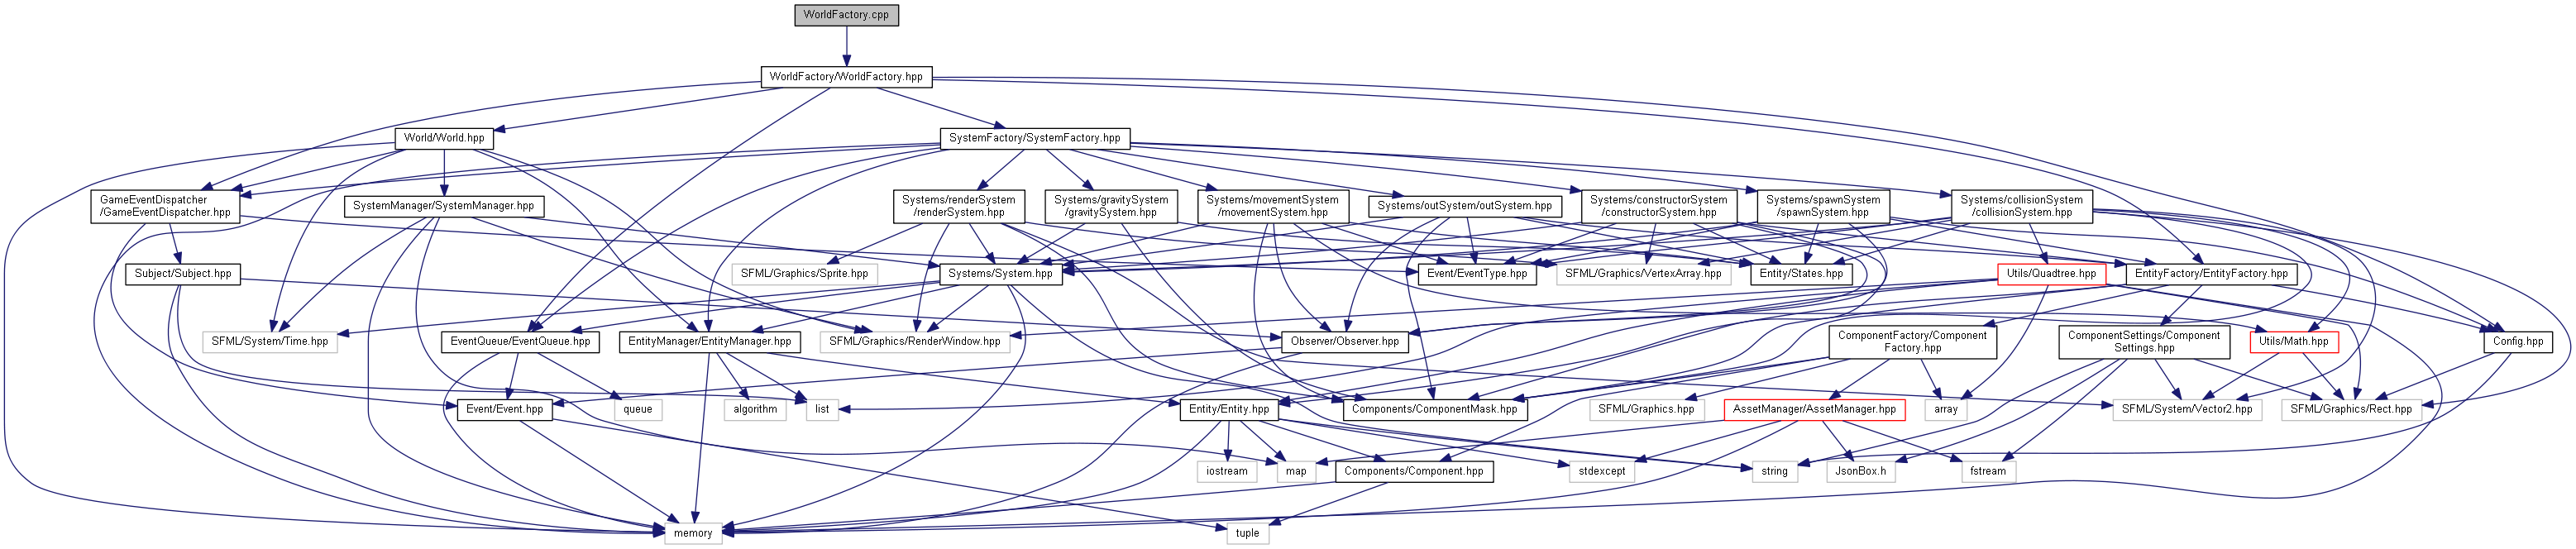 WorldFactory.cpp
WorldFactory/WorldFactory.hpp
World/World.hpp
SystemFactory/SystemFactory.hpp
GameEventDispatcher
/GameEventDispatcher.hpp
SystemManager/SystemManager.hpp
Systems/renderSystem
/renderSystem.hpp
Systems/gravitySystem
/gravitySystem.hpp
Systems/movementSystem
/movementSystem.hpp
Systems/outSystem/outSystem.hpp
Systems/constructorSystem
/constructorSystem.hpp
Systems/spawnSystem
/spawnSystem.hpp
Systems/collisionSystem
/collisionSystem.hpp
Subject/Subject.hpp
SFML/Graphics/Sprite.hpp
Systems/System.hpp
Event/EventType.hpp
SFML/Graphics/VertexArray.hpp
Entity/States.hpp
Utils/Quadtree.hpp
EntityFactory/EntityFactory.hpp
SFML/System/Time.hpp
EventQueue/EventQueue.hpp
EntityManager/EntityManager.hpp
SFML/Graphics/RenderWindow.hpp
Observer/Observer.hpp
ComponentFactory/Component
Factory.hpp
ComponentSettings/Component
Settings.hpp
Utils/Math.hpp
Config.hpp
Event/Event.hpp
queue
algorithm
list
Entity/Entity.hpp
Components/ComponentMask.hpp
SFML/Graphics.hpp
AssetManager/AssetManager.hpp
array
SFML/System/Vector2.hpp
SFML/Graphics/Rect.hpp
iostream
map
Components/Component.hpp
stdexcept
string
JsonBox.h
fstream
memory
tuple